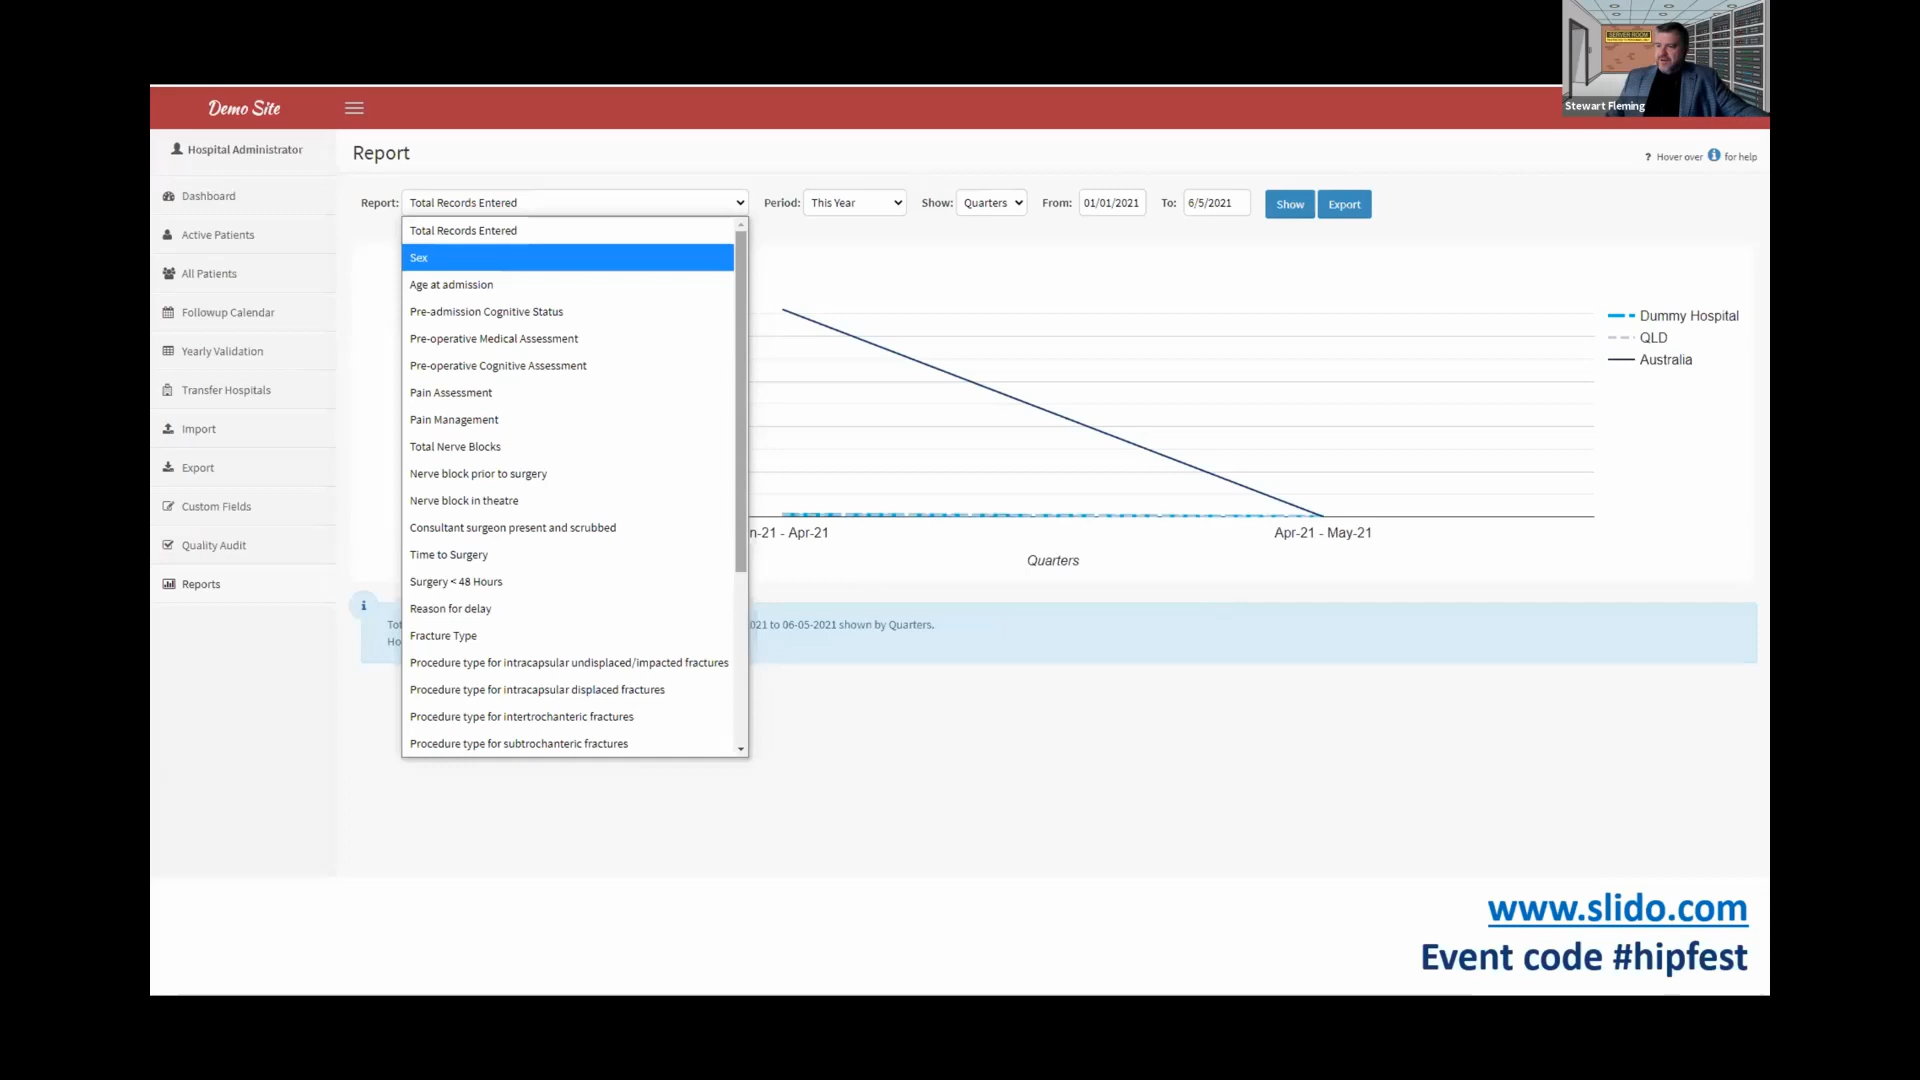 SERVER ROOM
Stewart Fleming
Demo Site
Hospital Administrator
Report
? Hover over i for help
Dashboard
Active Patients
All Patients
Followup Calendar
Yearly Validation
Transfer Hospitals
Import
Export
Custom Fields
Quality Audit
Reports
Report: Total Records Entered Period: This Year Show: Quarters From: 01/01/2021 To: 6/5/2021 Show Export
Total Records Entered
Sex
Age at admission
Pre-admission Cognitive Status
Pre-operative Medical Assessment
Pre-operative Cognitive Assessment
Pain Assessment
Pain Management
Total Nerve Blocks
Nerve block prior to surgery
Nerve block in theatre
Consultant surgeon present and scrubbed
Time to Surgery
Surgery < 48 Hours
Reason for delay
Fracture Type
Procedure type for intracapsular undisplaced/impacted fractures
Procedure type for intracapsular displaced fractures
Procedure type for intertrochanteric fractures
Procedure type for subtrochanteric fractures
Dummy Hospital
QLD
Australia
n-21 - Apr-21 Apr-21 - May-21
Quarters
i
Tot 021 to 06-05-2021 shown by Quarters.
Ho
www.slido.com
Event code #hipfest